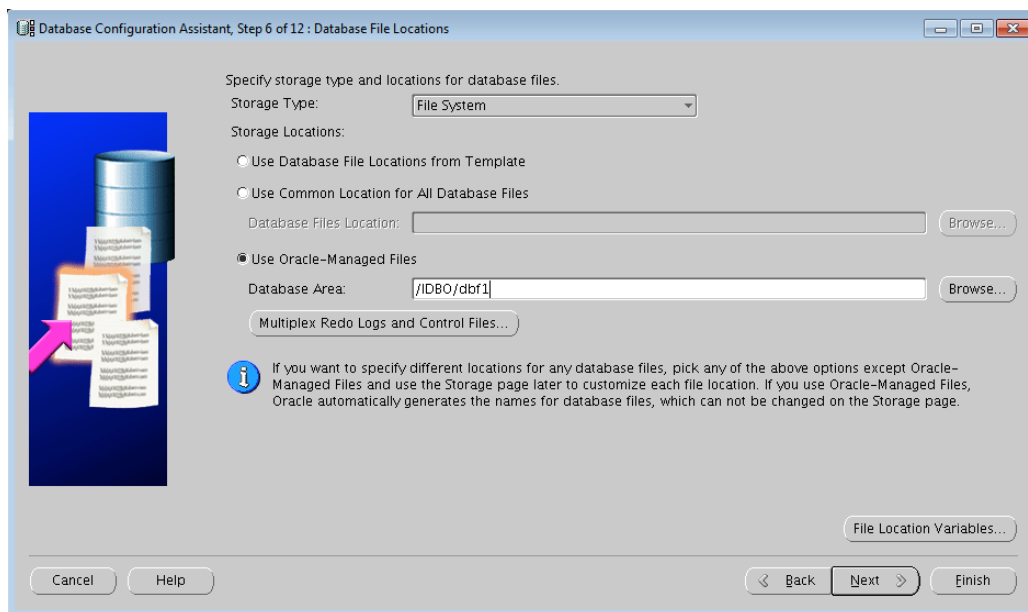 Database Configuration Assistant, Step 6 of 12 : Database File Locations
Specify storage type and locations for database files.
Storage Type: File System
Storage Locations:
Use Database File Locations from Template
Use Common Location for All Database Files
Database Files Location: Browse...
Use Oracle-Managed Files
Database Area: /IDBO/dbf1 Browse...
Multiplex Redo Logs and Control Files...
If you want to specify different locations for any database files, pick any of the above options except Oracle-
Managed Files and use the Storage page later to customize each file location. If you use Oracle-Managed Files,
Oracle automatically generates the names for database files, which can not be changed on the Storage page.
File Location Variables...
Cancel Help Back Next Finish